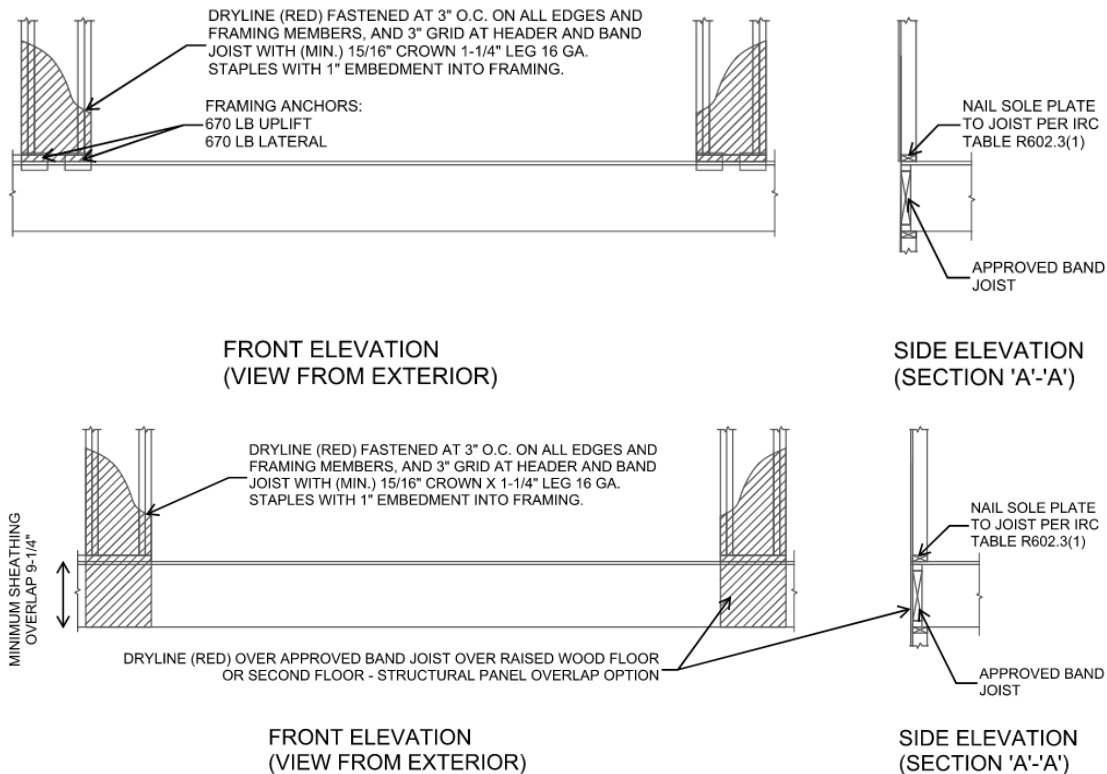 DRYLINE (RED) FASTENED AT 3" O.C. ON ALL EDGES AND
FRAMING MEMBERS, AND 3" GRID AT HEADER AND BAND
JOIST WITH (MIN.) 15/16" CROWN 1-1/4" LEG 16 GA.
STAPLES WITH 1" EMBEDMENT INTO FRAMING.
FRAMING ANCHORS:
670 LB UPLIFT
670 LB LATERAL
NAIL SOLE PLATE
TO JOIST PER IRC
TABLE R602.3(1)
APPROVED BAND
JOIST
FRONT ELEVATION
(VIEW FROM EXTERIOR)
SIDE ELEVATION
(SECTION 'A'-'A')
DRYLINE (RED) FASTENED AT 3" O.C. ON ALL EDGES AND
FRAMING MEMBERS, AND 3" GRID AT HEADER AND BAND
JOIST WITH (MIN.) 15/16" CROWN X 1-1/4" LEG 16 GA.
STAPLES WITH 1" EMBEDMENT INTO FRAMING.
MINIMUM SHEATHING
OVERLAP 9-1/4"
NAIL SOLE PLATE
TO JOIST PER IRC
TABLE R602.3(1)
DRYLINE (RED) OVER APPROVED BAND JOIST OVER RAISED WOOD FLOOR
OR SECOND FLOOR - STRUCTURAL PANEL OVERLAP OPTION
APPROVED BAND
JOIST
FRONT ELEVATION
(VIEW FROM EXTERIOR)
SIDE ELEVATION
(SECTION 'A'-'A')